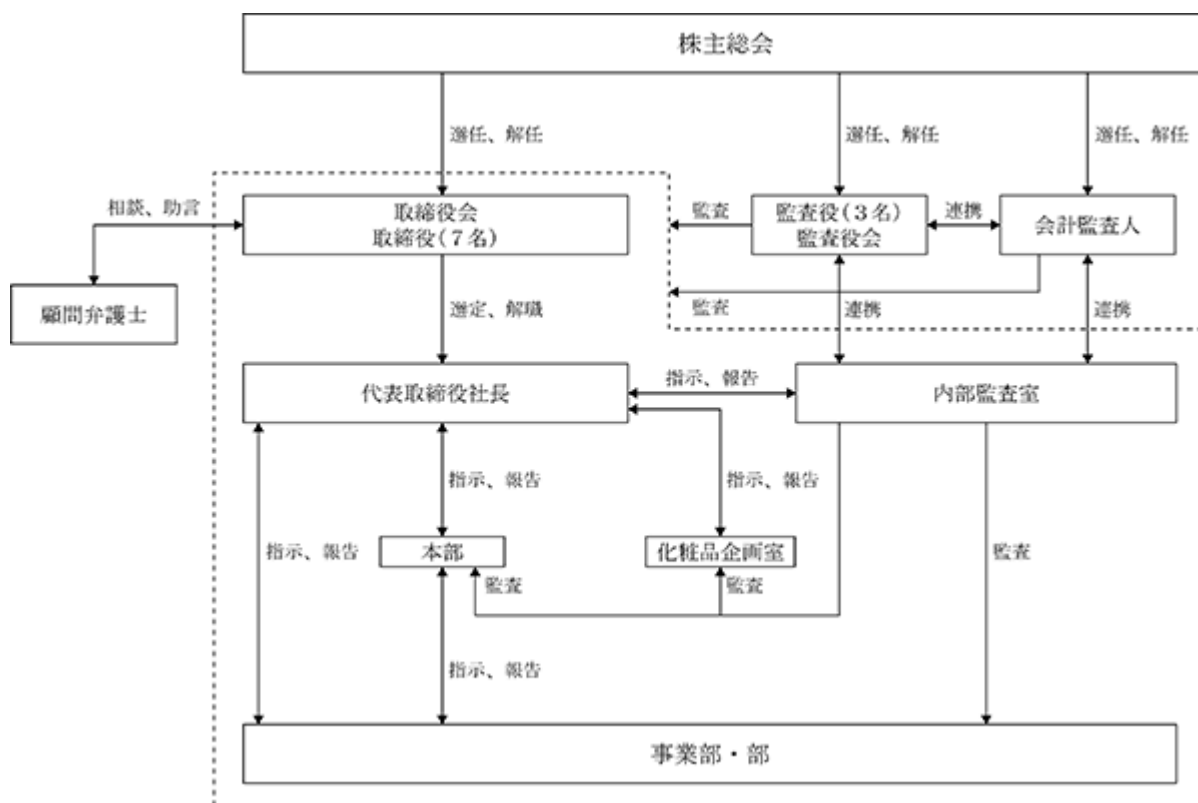 株主総会
選任、解任
選任、解任
選任、解任
相談、助言
取締役会
取締役(7名)
監査
監査役(3名)
監査役会
連携
会計監査人
顧問弁護士
選定、解職
監査
連携
連携
代表取締役社長
指示、報告
内部監査室
指示、報告
指示、報告
指示、報告
本部
化粧品企画室
監査
監査
監査
指示、報告
事業部・部